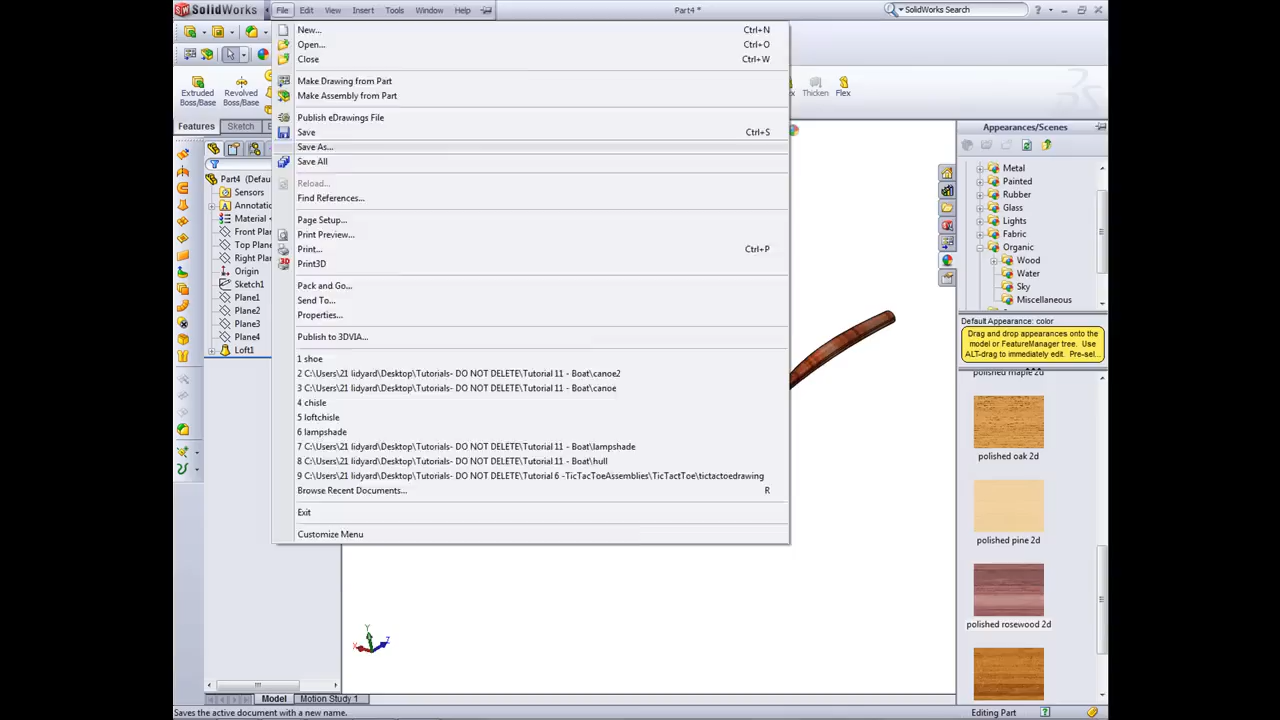 SolidWorks File Edit View Insert Tools Window Help Part4 * SolidWorks Search
New... Ctrl+N
Open... Ctrl+O
Close Ctrl+W
Make Drawing from Part
Make Assembly from Part
Publish eDrawings File
Save Ctrl+S
Save As...
Save All
Reload...
Find References...
Page Setup...
Print Preview...
Print... Ctrl+P
Print3D
Pack and Go...
Send To...
Properties...
Publish to 3DVIA...
1 shoe
2 C:\Users\21 lidyard\Desktop\Tutorials- DO NOT DELETE\Tutorial 11 - Boat\canoe2
3 C:\Users\21 lidyard\Desktop\Tutorials- DO NOT DELETE\Tutorial 11 - Boat\canoe
4 chisle
5 loftchisle
6 lampshade
7 C:\Users\21 lidyard\Desktop\Tutorials- DO NOT DELETE\Tutorial 11 - Boat\lampshade
8 C:\Users\21 lidyard\Desktop\Tutorials- DO NOT DELETE\Tutorial 11 - Boat\hull
9 C:\Users\21 lidyard\Desktop\Tutorials- DO NOT DELETE\Tutorial 6 -TicTacToeAssemblies\TicTactToe\tictactoedrawing
Browse Recent Documents... R
Exit
Customize Menu
Extruded Boss/Base
Revolved Boss/Base
Thicken
Flex
Features Sketch
Part4 (Defau
Sensors
Annotatio
Material <
Front Plan
Top Plane
Right Plan
Origin
Sketch1
Plane1
Plane2
Plane3
Plane4
Loft1
Appearances/Scenes
Metal
Painted
Rubber
Glass
Lights
Fabric
Organic
Wood
Water
Sky
Miscellaneous
Default Appearance: color
Drag and drop appearances onto the
model or FeatureManager tree. Use
ALT-drag to immediately edit. Pre-sel...
polished maple 2d
polished oak 2d
polished pine 2d
polished rosewood 2d
Y
X
Z
Model Motion Study 1
Saves the active document with a new name. Editing Part